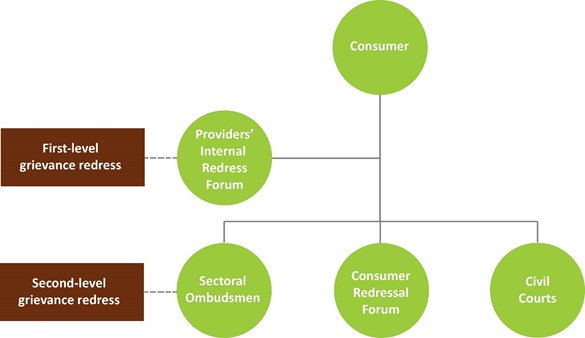 Consumer
First-level
grievance redress
Providers'
Internal
Redress
Forum
Second-level
grievance redress
Sectoral
Ombudsmen
Consumer
Redressal
Forum
Civil
Courts